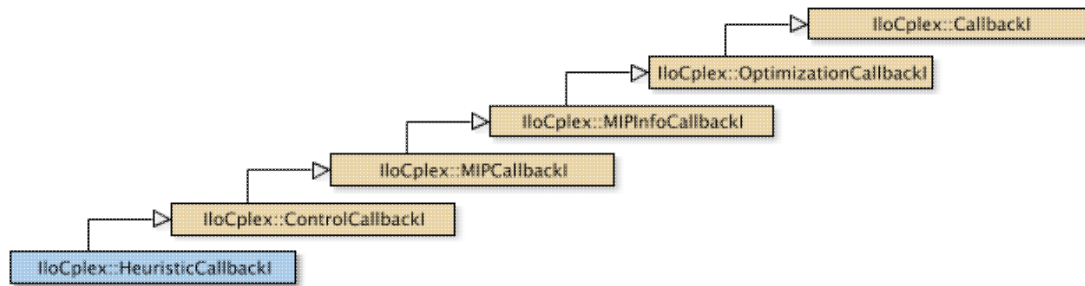 IloCplex::CallbackI
IloCplex::OptimizationCallbackI
IloCplex::MIPInfoCallbackI
IloCplex::MIPCallbackI
IloCplex::ControlCallbackI
IloCplex::HeuristicCallbackI